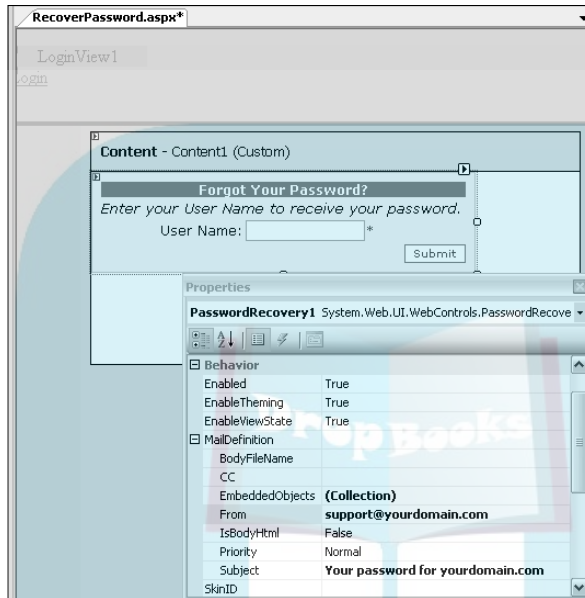 RecoverPassword.aspx*
LoginView1
Login
Content - Content1 (Custom)
Forgot Your Password?
Enter your User Name to receive your password.
User Name: *
Submit
Properties
PasswordRecovery1 System.Web.UI.WebControls.PasswordRecove
Behavior
Enabled True
EnableTheming True
EnableViewState True
MailDefinition
BodyFileName
CC
EmbeddedObjects (Collection)
From support@yourdomain.com
IsBodyHtml False
Priority Normal
Subject Your password for yourdomain.com
SkinID
Drop Books